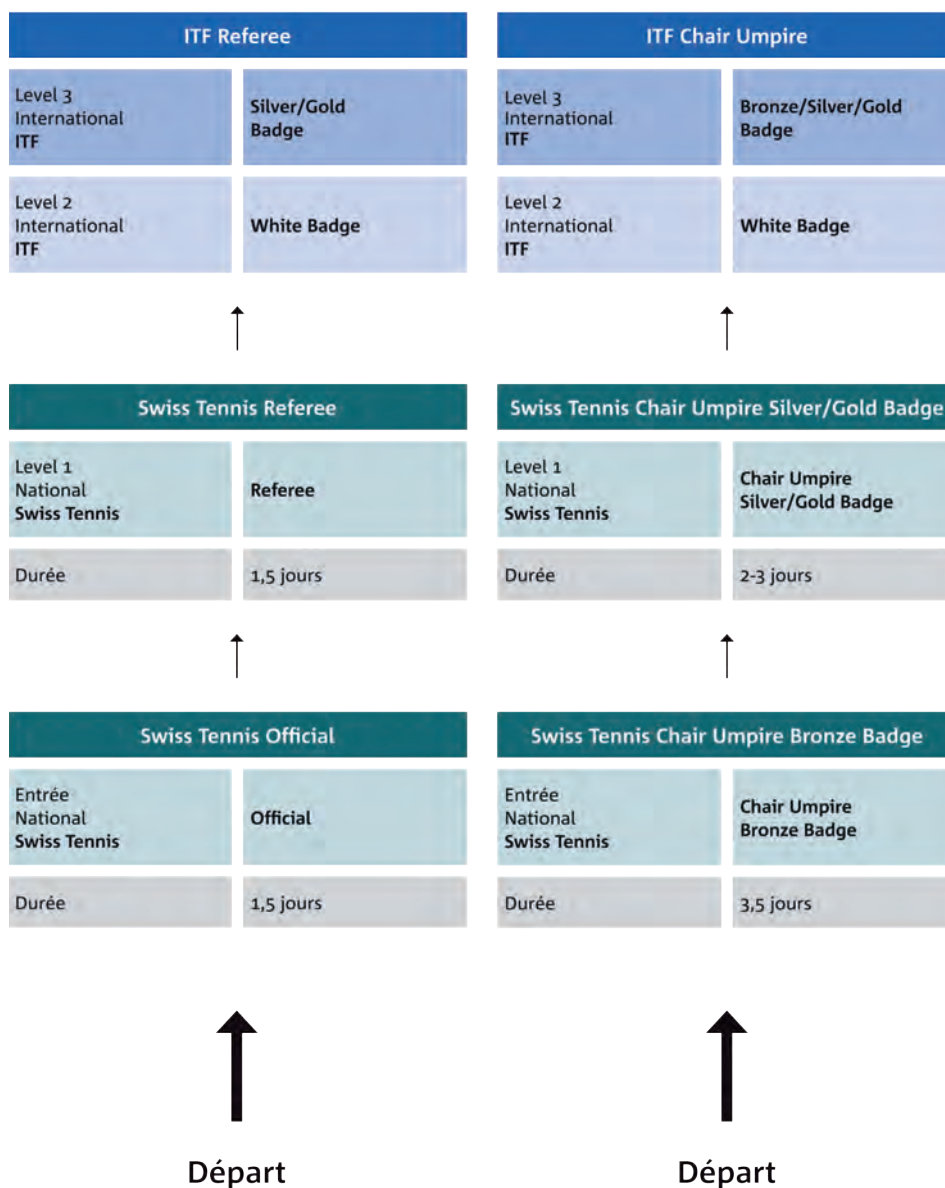 ITF Referee
Level 3
International
ITF
Silver/Gold
Badge
Level 2
International
ITF
White Badge
Swiss Tennis Referee
Level 1
National
Swiss Tennis
Referee
Durée
1,5 jours
Swiss Tennis Official
Entrée
National
Swiss Tennis
Official
Durée
1,5 jours
Départ
ITF Chair Umpire
Level 3
International
ITF
Bronze/Silver/Gold
Badge
Level 2
International
ITF
White Badge
Swiss Tennis Chair Umpire Silver/Gold Badge
Level 1
National
Swiss Tennis
Chair Umpire
Silver/Gold Badge
Durée
2-3 jours
Swiss Tennis Chair Umpire Bronze Badge
Entrée
National
Swiss Tennis
Chair Umpire
Bronze Badge
Durée
3,5 jours
Départ